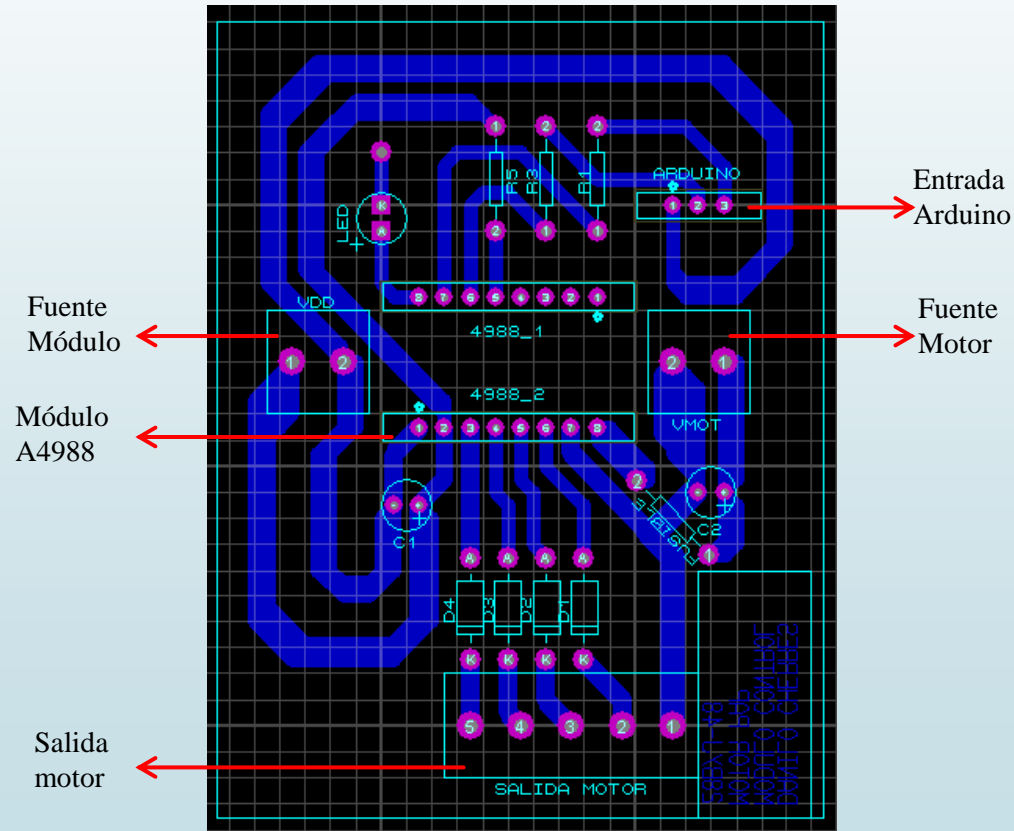 Entrada
Arduino
Fuente
Módulo
Fuente
Motor
Módulo
A4988
Salida
motor
1
2
2
R5
R3
R1
2
1
1
ARDUINO
1 2 3
K
A
LED
+
8 7 6 5 4 3 2 1
4988_1
VDD
1 2
2 1
VMOT
4988_2
1 2 3 4 5 6 7 8
+
C1
2
1
+
C2
A A A A
D4 D3 D2 D1
K K K K
5 4 3 2 1
SALIDA MOTOR